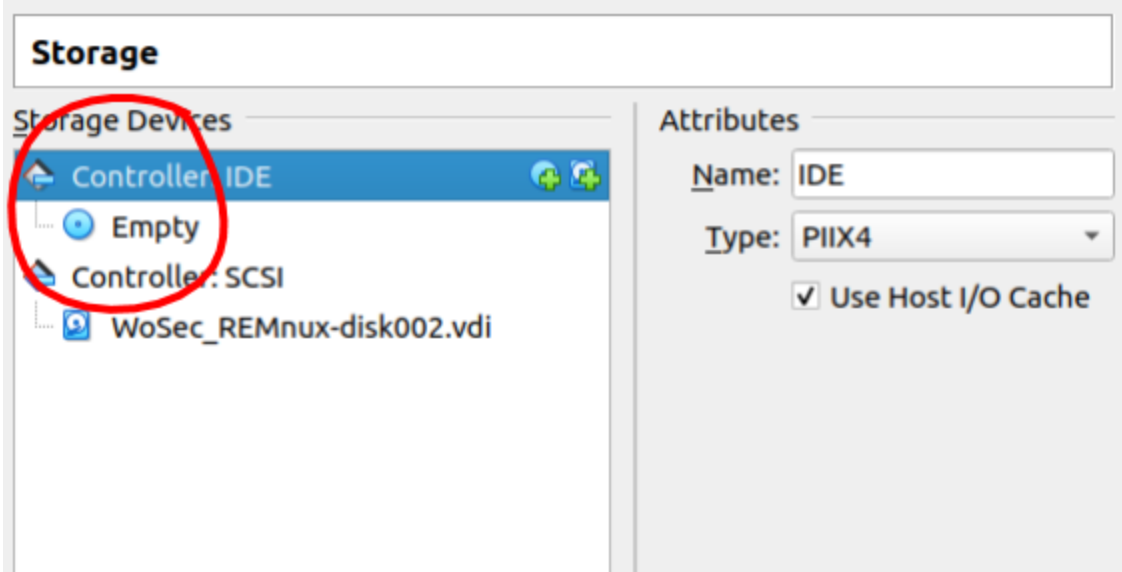 Storage
Storage Devices
Attributes
Controller: IDE
Name: IDE
Empty
Type: PIIX4
Controller: SCSI
Use Host I/O Cache
WoSec_REMnux-disk002.vdi